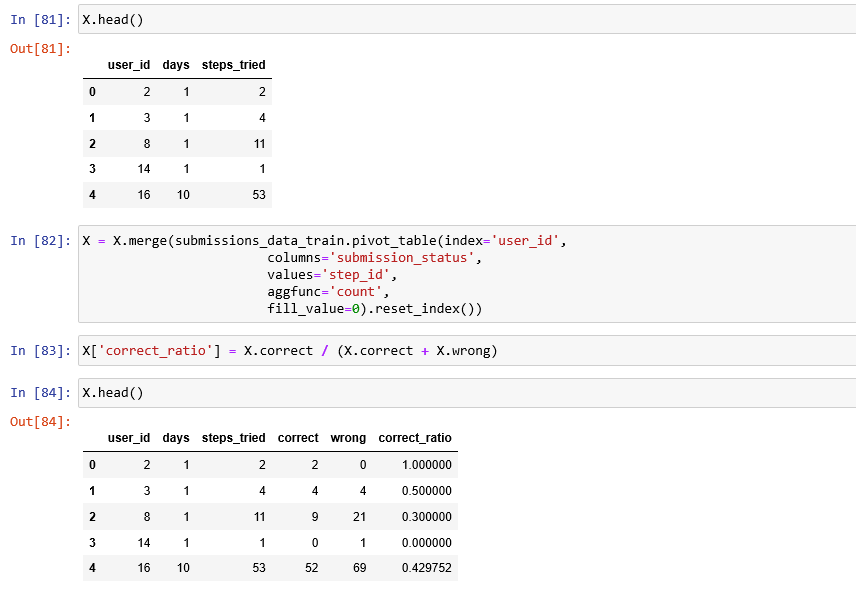 In [81]: X.head()
Out[81]:
user_id days steps_tried
0 2 1 2
1 3 1 4
2 8 1 11
3 14 1 1
4 16 10 53
In [82]: X = X.merge(submissions_data_train.pivot_table(index='user_id',
columns='submission_status',
values='step_id',
aggfunc='count',
fill_value=0).reset_index())
In [83]: X['correct_ratio'] = X.correct / (X.correct + X.wrong)
In [84]: X.head()
Out[84]:
user_id days steps_tried correct wrong correct_ratio
0 2 1 2 2 0 1.000000
1 3 1 4 4 4 0.500000
2 8 1 11 9 21 0.300000
3 14 1 1 0 1 0.000000
4 16 10 53 52 69 0.429752